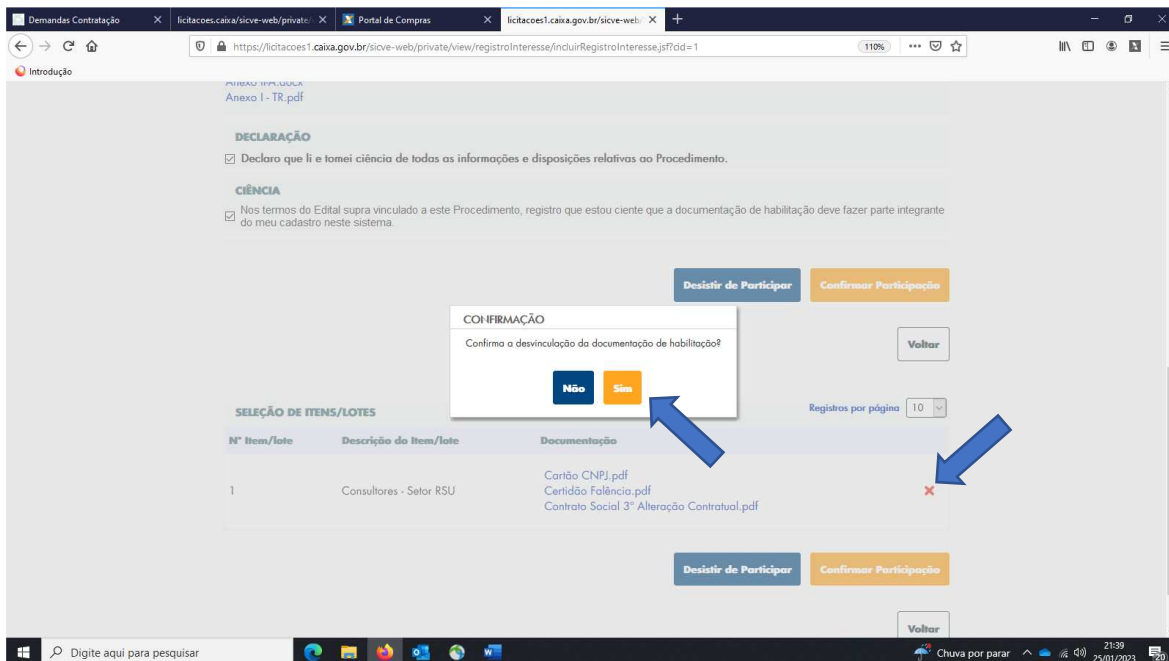 Demandas Contratação
licitacoes.caixa/sicve-web/private/
Portal de Compras
licitacoes1.caixa.gov.br/sicve-web
https://licitacoes1.caixa.gov.br/sicve-web/private/view/registroInteresse/incluirRegistroInteresse.jsf?cid=1
110%
Introdução
Anexo II-A.docx
Anexo I - TR.pdf
DECLARAÇÃO
Declaro que li e tomei ciência de todas as informações e disposições relativas ao Procedimento.
CIÊNCIA
Nos termos do Edital supra vinculado a este Procedimento, registro que estou ciente que a documentação de habilitação deve fazer parte integrante
do meu cadastro neste sistema.
Desistir de Participar
Confirmar Participação
CONFIRMAÇÃO
Confirma a desvinculação da documentação de habilitação?
Não
Sim
Voltar
SELEÇÃO DE ITENS/LOTES
Registros por página 10
N° Item/lote Descrição do Item/lote Documentação
Cartão CNPJ.pdf
1 Consultores - Setor RSU Certidão Falência.pdf
Contrato Social 3° Alteração Contratual.pdf
Desistir de Participar
Confirmar Participação
Voltar
Digite aqui para pesquisar
Chuva por parar
21:39
25/01/2023
20